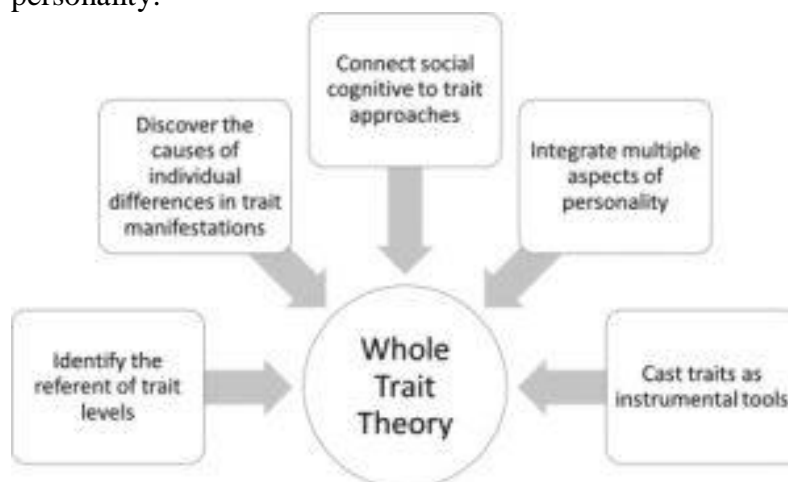 personality.
Connect social
cognitive to trait
approaches
Discover the
causes of
individual
differences in trait
manifestations
Integrate multiple
aspects of
personality
Identify the
referent of trait
levels
Whole
Trait
Theory
Cast traits as
instrumental tools